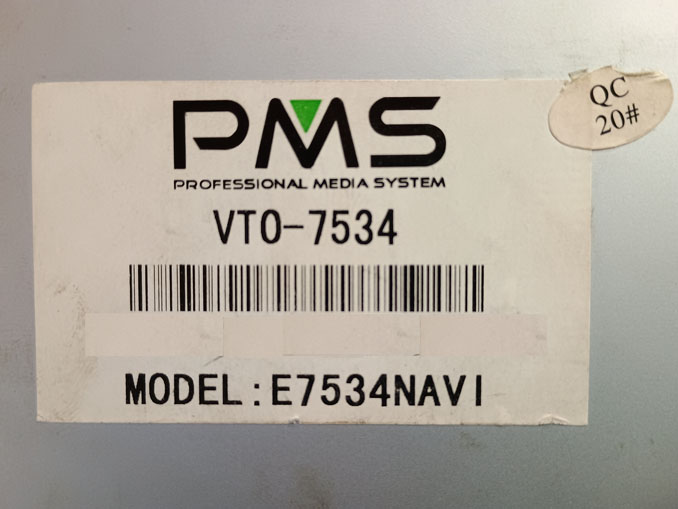 PMS
PROFESSIONAL MEDIA SYSTEM
VTO-7534
MODEL:E7534NAVI
QC
20#